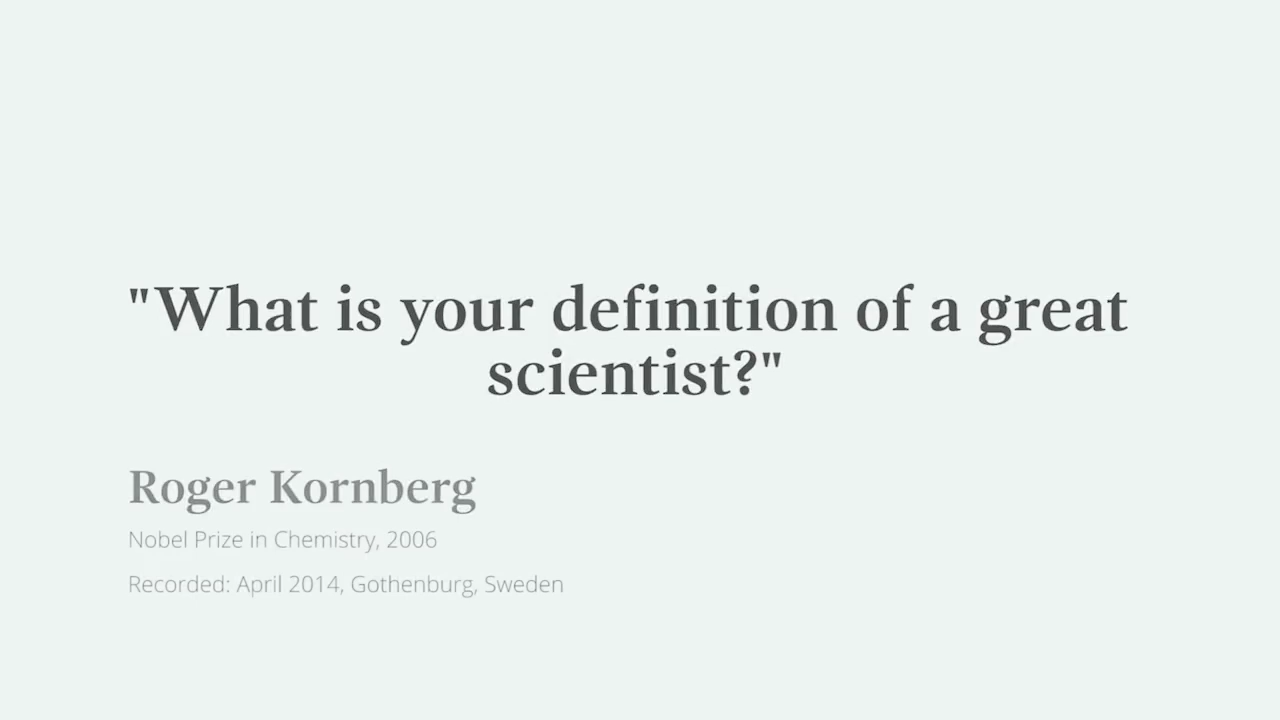 "What is your definition of a great
scientist?"
Roger Kornberg
Nobel Prize in Chemistry, 2006
Recorded: April 2014, Gothenburg, Sweden